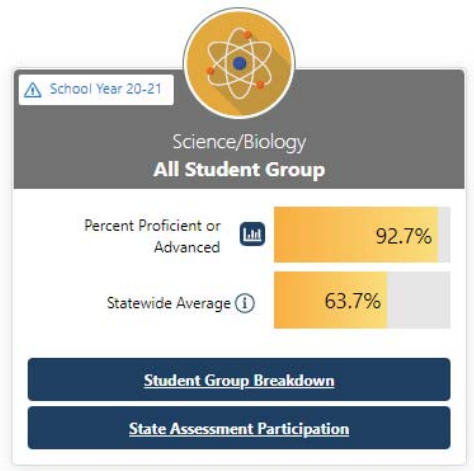 School Year 20-21
Science/Biology
All Student Group
Percent Proficient or
Advanced
92.7%
Statewide Average
63.7%
Student Group Breakdown
State Assessment Participation